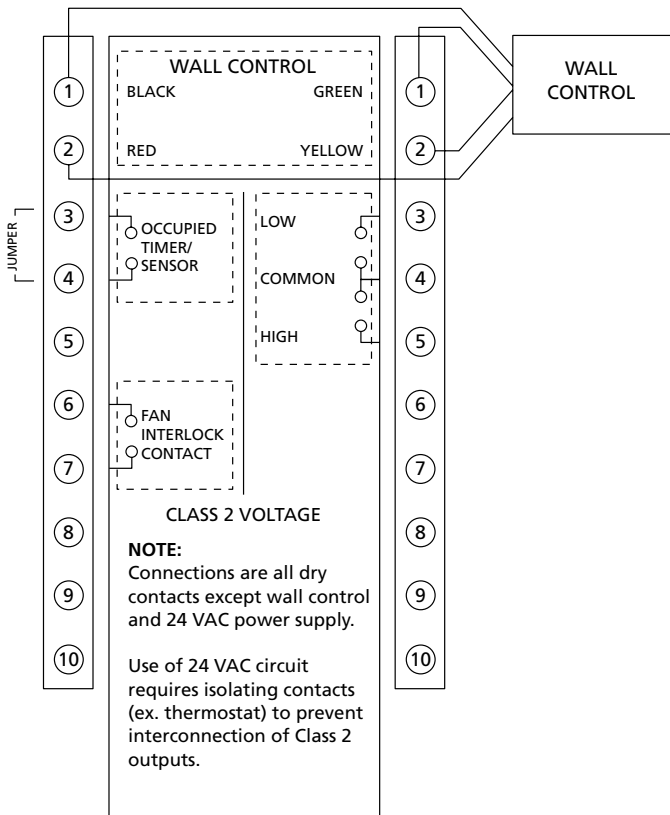 WALL CONTROL
BLACK GREEN
RED YELLOW
WALL
CONTROL
1
2
3
4
5
6
7
8
9
10
JUMPER
OCCUPIED
TIMER/
SENSOR
LOW
COMMON
HIGH
FAN
INTERLOCK
CONTACT
1
2
3
4
5
6
7
8
9
10
CLASS 2 VOLTAGE
NOTE:
Connections are all dry
contacts except wall control
and 24 VAC power supply.
Use of 24 VAC circuit
requires isolating contacts
(ex. thermostat) to prevent
interconnection of Class 2
outputs.